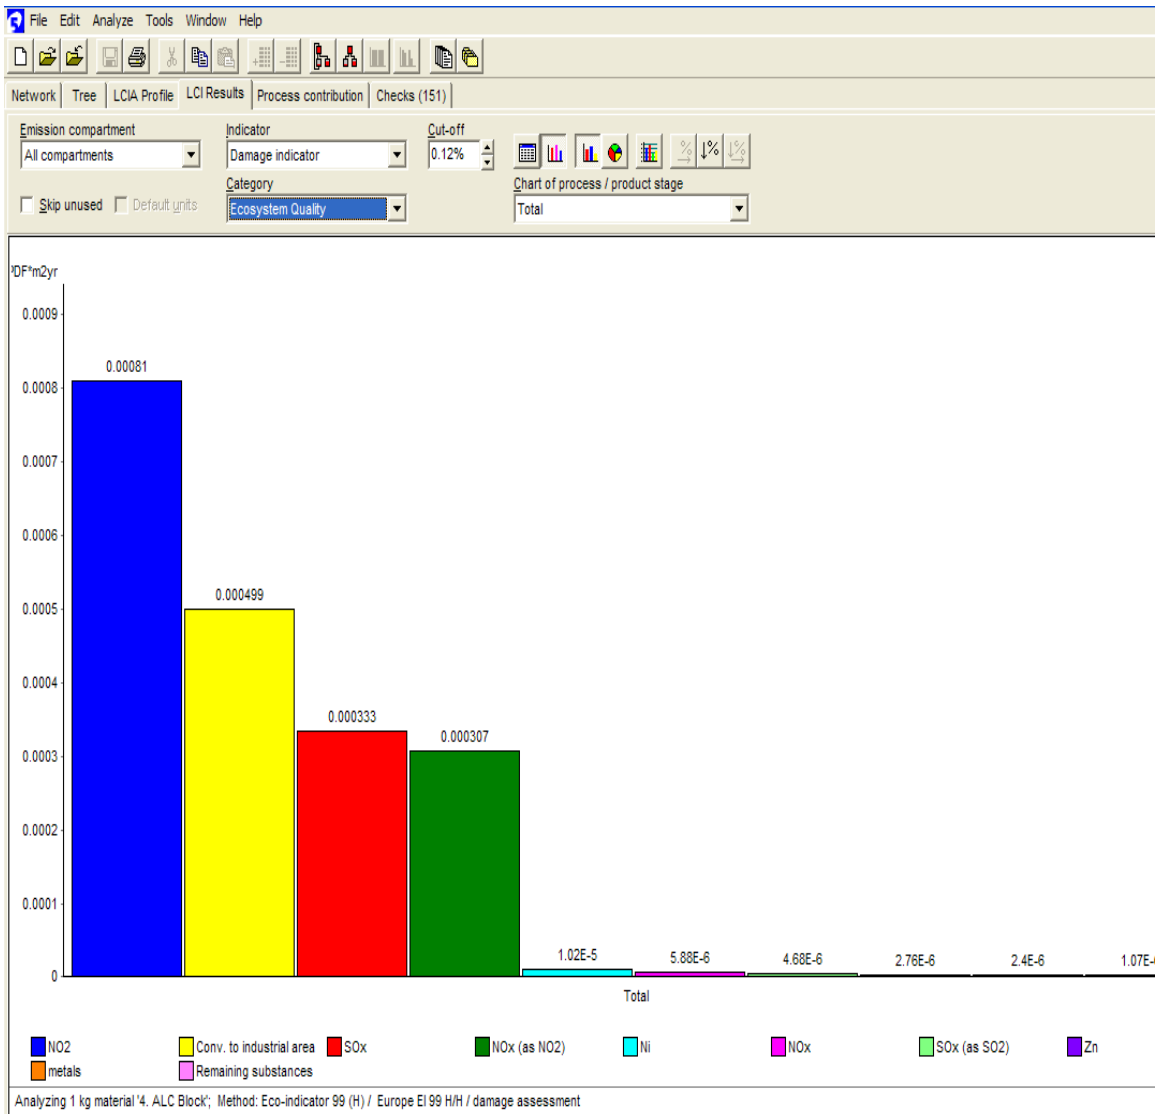 File Edit Analyze Tools Window Help
Network Tree LCIA Profile LCI Results Process contribution Checks (151)
Emission compartment Indicator Cut-off
All compartments Damage indicator 0.12%
Category Chart of process / product stage
Skip unused Default units Ecosystem Quality Total
DF*m2yr
0.0009
0.00081
0.0008
0.0007
0.0006
0.000499
0.0005
0.0004
0.000333
0.000307
0.0003
0.0002
0.0001
1.02E-5 5.88E-6 4.68E-6 2.76E-6 2.4E-6 1.07E-
0
Total
NO2 Conv. to industrial area SOx NOx (as NO2) Ni NOx SOx (as SO2) Zn
metals Remaining substances
Analyzing 1 kg material '4. ALC Block'; Method: Eco-indicator 99 (H) / Europe EI 99 H/H / damage assessment